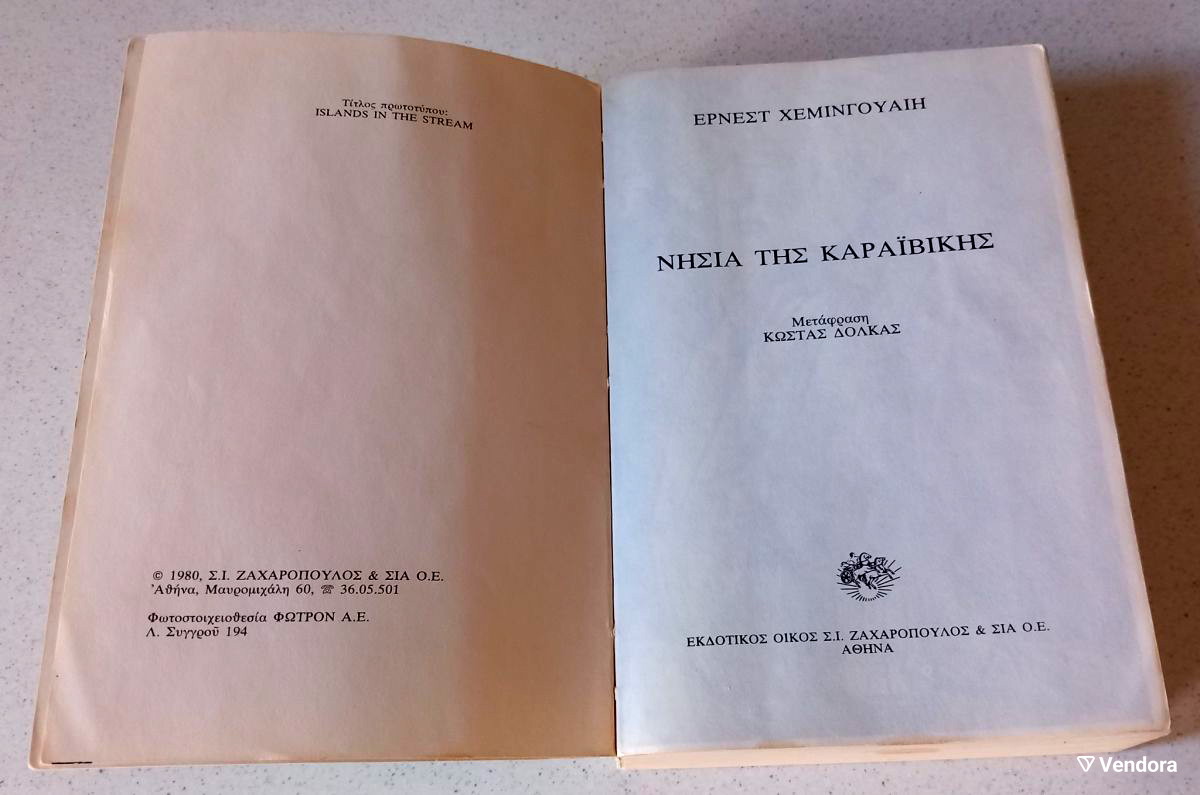 Τίτλος πρωτοτύπου:
ISLANDS IN THE STREAM
© 1980, Σ.Ι. ΖΑΧΑΡΟΠΟΥΛΟΣ & ΣΙΑ Ο.Ε.
Ἀθήνα, Μαυρομιχάλη 60, ☏ 36.05.501
Φωτοστοιχειοθεσία ΦΩΤΡΟΝ Α.Ε.
Λ. Συγγροῦ 194
ΕΡΝΕΣΤ ΧΕΜΙΝΓΟΥΑΙΗ
ΝΗΣΙΑ ΤΗΣ ΚΑΡΑΪΒΙΚΗΣ
Μετάφραση
ΚΩΣΤΑΣ ΔΟΛΚΑΣ
ΕΚΔΟΤΙΚΟΣ ΟΙΚΟΣ Σ.Ι. ΖΑΧΑΡΟΠΟΥΛΟΣ & ΣΙΑ Ο.Ε.
ΑΘΗΝΑ
Vendora